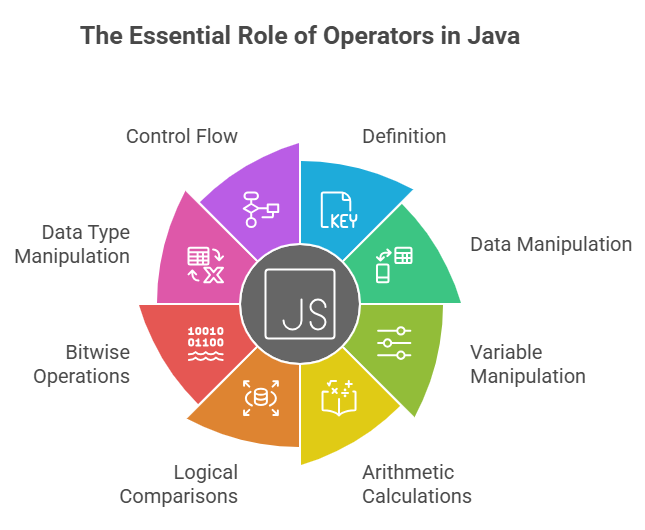 The Essential Role of Operators in Java
Control Flow
Definition
KEY
Data Type
Manipulation
Data Manipulation
JS
10010
01100
Bitwise
Operations
Variable
Manipulation
Logical
Comparisons
Arithmetic
Calculations